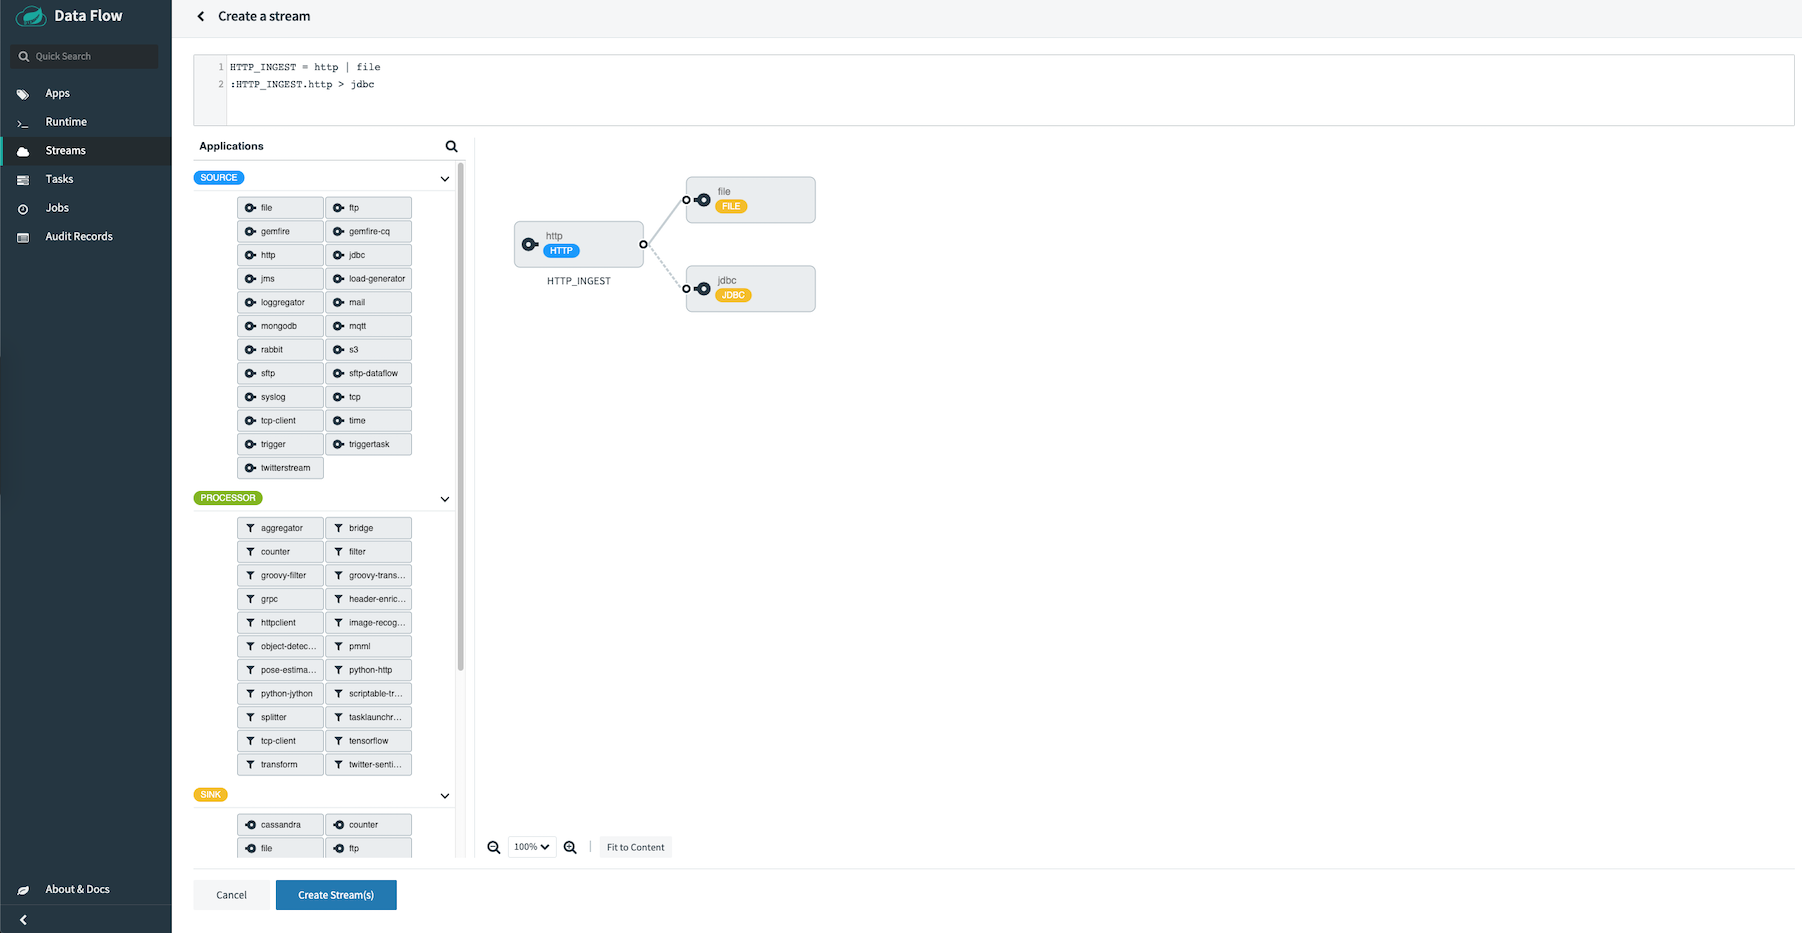 Data Flow
Quick Search
Apps
Runtime
Streams
Tasks
Jobs
Audit Records
About & Docs
Create a stream
1 HTTP_INGEST = http | file
2 :HTTP_INGEST.http > jdbc
Applications
SOURCE
file ftp
gemfire gemfire-cq
http jdbc
jms load-generator
loggregator mail
mongodb mqtt
rabbit s3
sftp sftp-dataflow
syslog tcp
tcp-client time
trigger triggertask
twitterstream
PROCESSOR
aggregator bridge
counter filter
groovy-filter groovy-trans...
grpc header-enric...
httpclient image-recog...
object-detec... pmml
pose-estima... python-http
python-jython scriptable-tr...
splitter tasklaunchr...
tcp-client tensorflow
transform twitter-senti...
SINK
cassandra counter
file ftp
http
HTTP
HTTP_INGEST
file
FILE
jdbc
JDBC
100% Fit to Content
Cancel Create Stream(s)